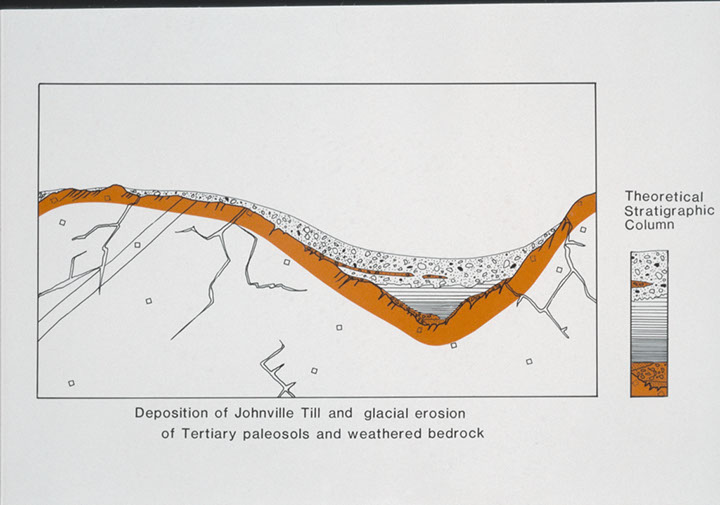 Theoretical
Stratigraphic
Column
Deposition of Johnville Till and glacial erosion
of Tertiary paleosols and weathered bedrock